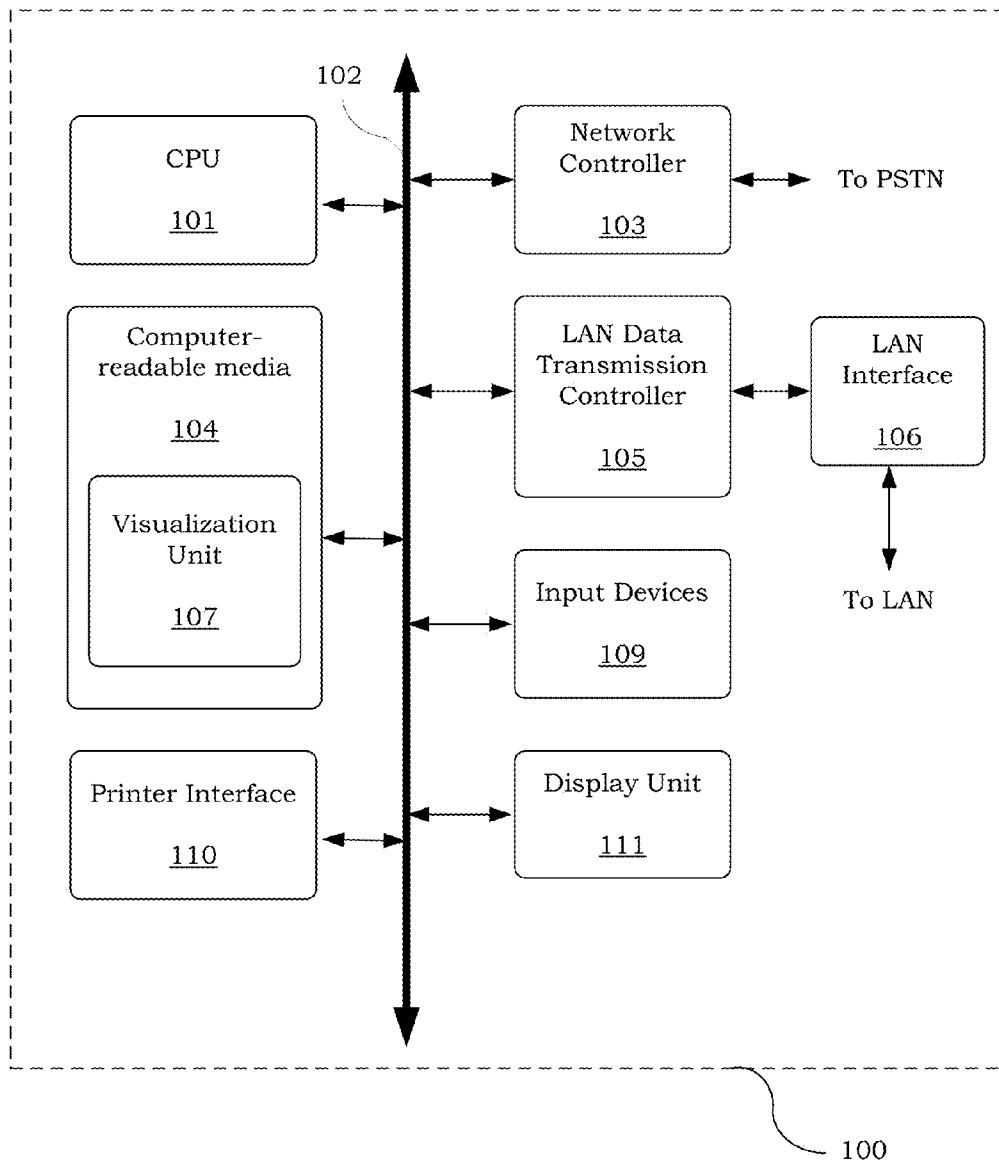 102
CPU
101
Network
Controller
103
To PSTN
Computer-
readable media
104
Visualization
Unit
107
LAN Data
Transmission
Controller
105
LAN
Interface
106
To LAN
Input Devices
109
Printer Interface
110
Display Unit
111
100